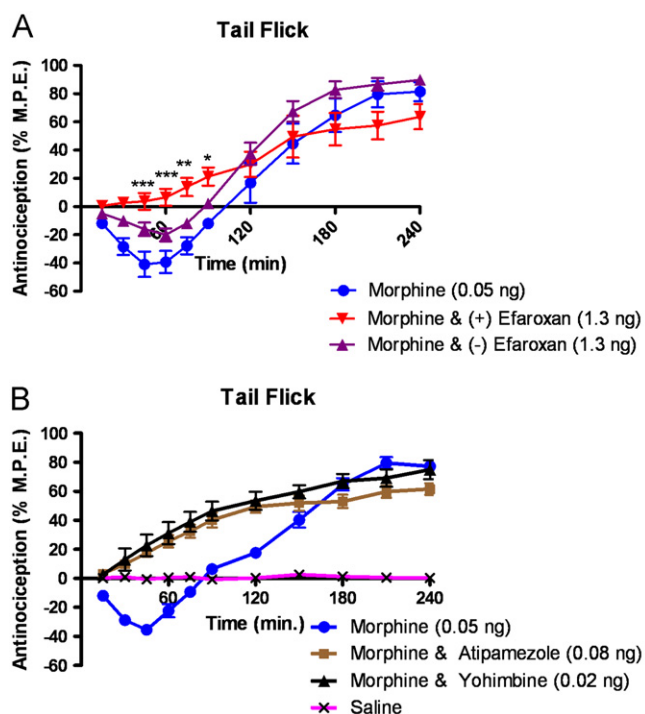 A
Tail Flick
Antinociception (% M.P.E.)
100
80
60
40
20
0
-20
-40
-60
*** *** ** *
60
120
180
240
Time (min)
Morphine (0.05 ng)
Morphine & (+) Efaroxan (1.3 ng)
Morphine & (-) Efaroxan (1.3 ng)
B
Tail Flick
Antinociception (% M.P.E.)
100
80
60
40
20
0
-20
-40
-60
60
120
180
240
Time (min.)
Morphine (0.05 ng)
Morphine & Atipamezole (0.08 ng)
Morphine & Yohimbine (0.02 ng)
Saline